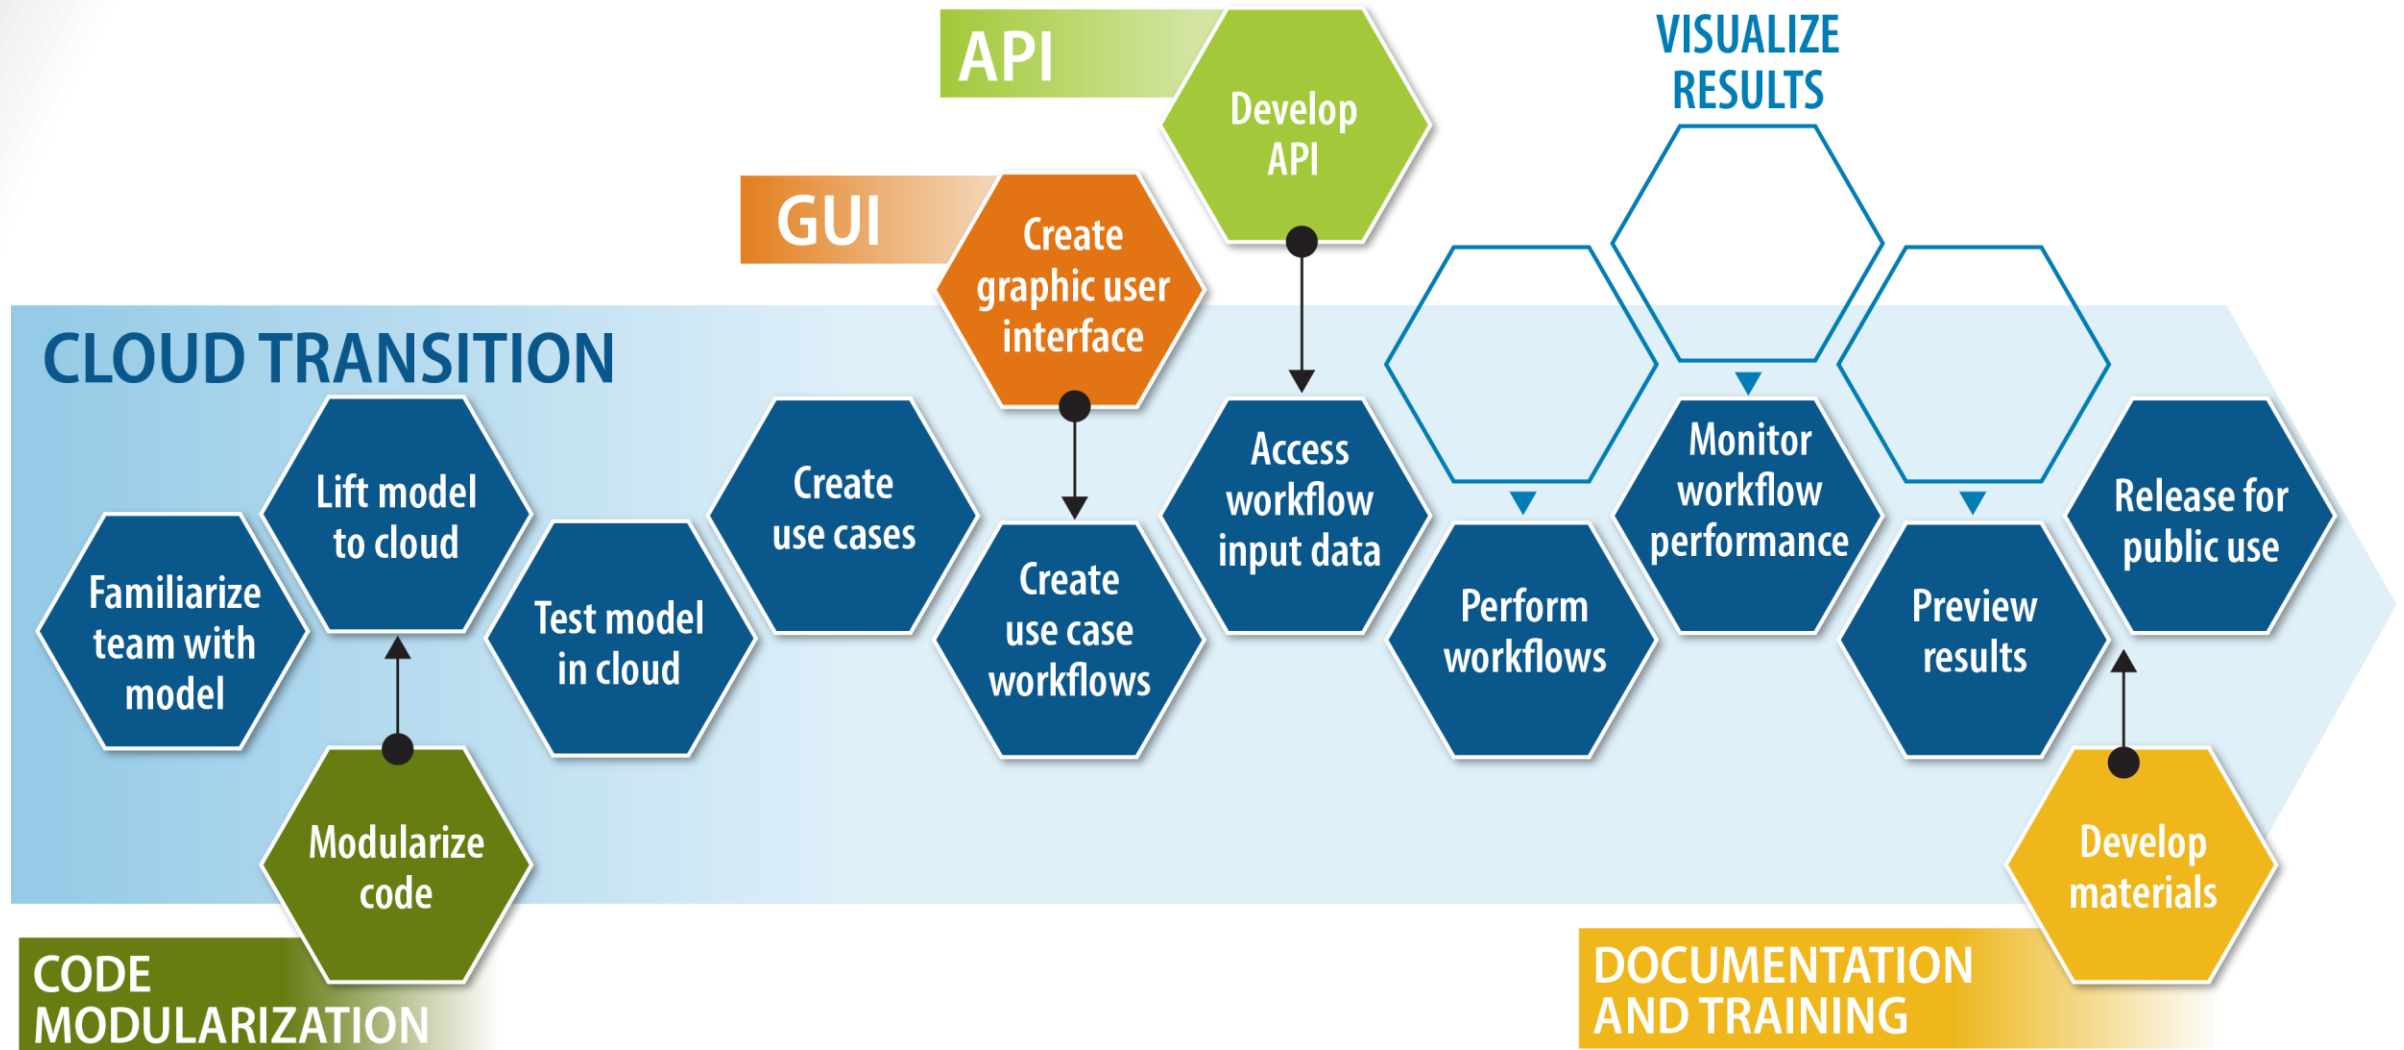 API
Develop
API
VISUALIZE
RESULTS
GUI
Create
graphic user
interface
CLOUD TRANSITION
Familiarize
team with
model
Lift model
to cloud
Test model
in cloud
Create
use cases
Create
use case
workflows
Access
workflow
input data
Perform
workflows
Monitor
workflow
performance
Preview
results
Release for
public use
Modularize
code
Develop
materials
CODE
MODULARIZATION
DOCUMENTATION
AND TRAINING